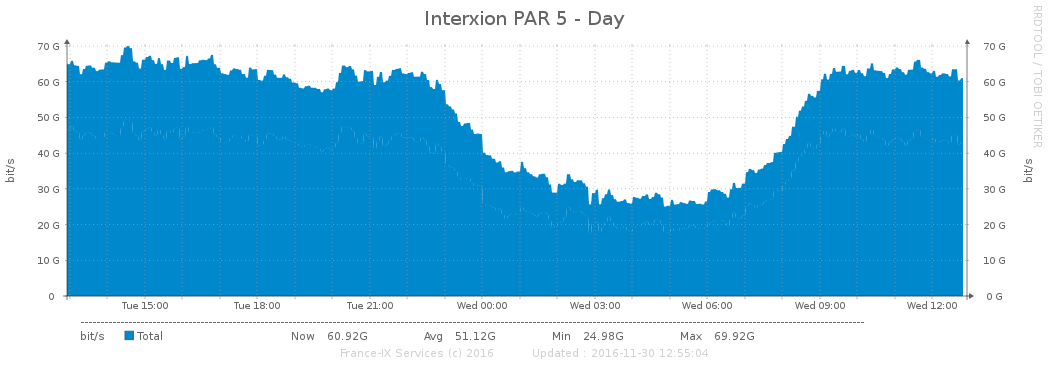 Interxion PAR 5 - Day
RRDTOOL / TOBI OETIKER
bit/s
bit/s
70 G
60 G
50 G
40 G
30 G
20 G
10 G
0
70 G
60 G
50 G
40 G
30 G
20 G
10 G
0 G
Tue 15:00 Tue 18:00 Tue 21:00 Wed 00:00 Wed 03:00 Wed 06:00 Wed 09:00 Wed 12:00
bit/s Total Now 60.92G Avg 51.12G Min 24.98G Max 69.92G
France-IX Services (c) 2016 Updated : 2016-11-30 12:55:04